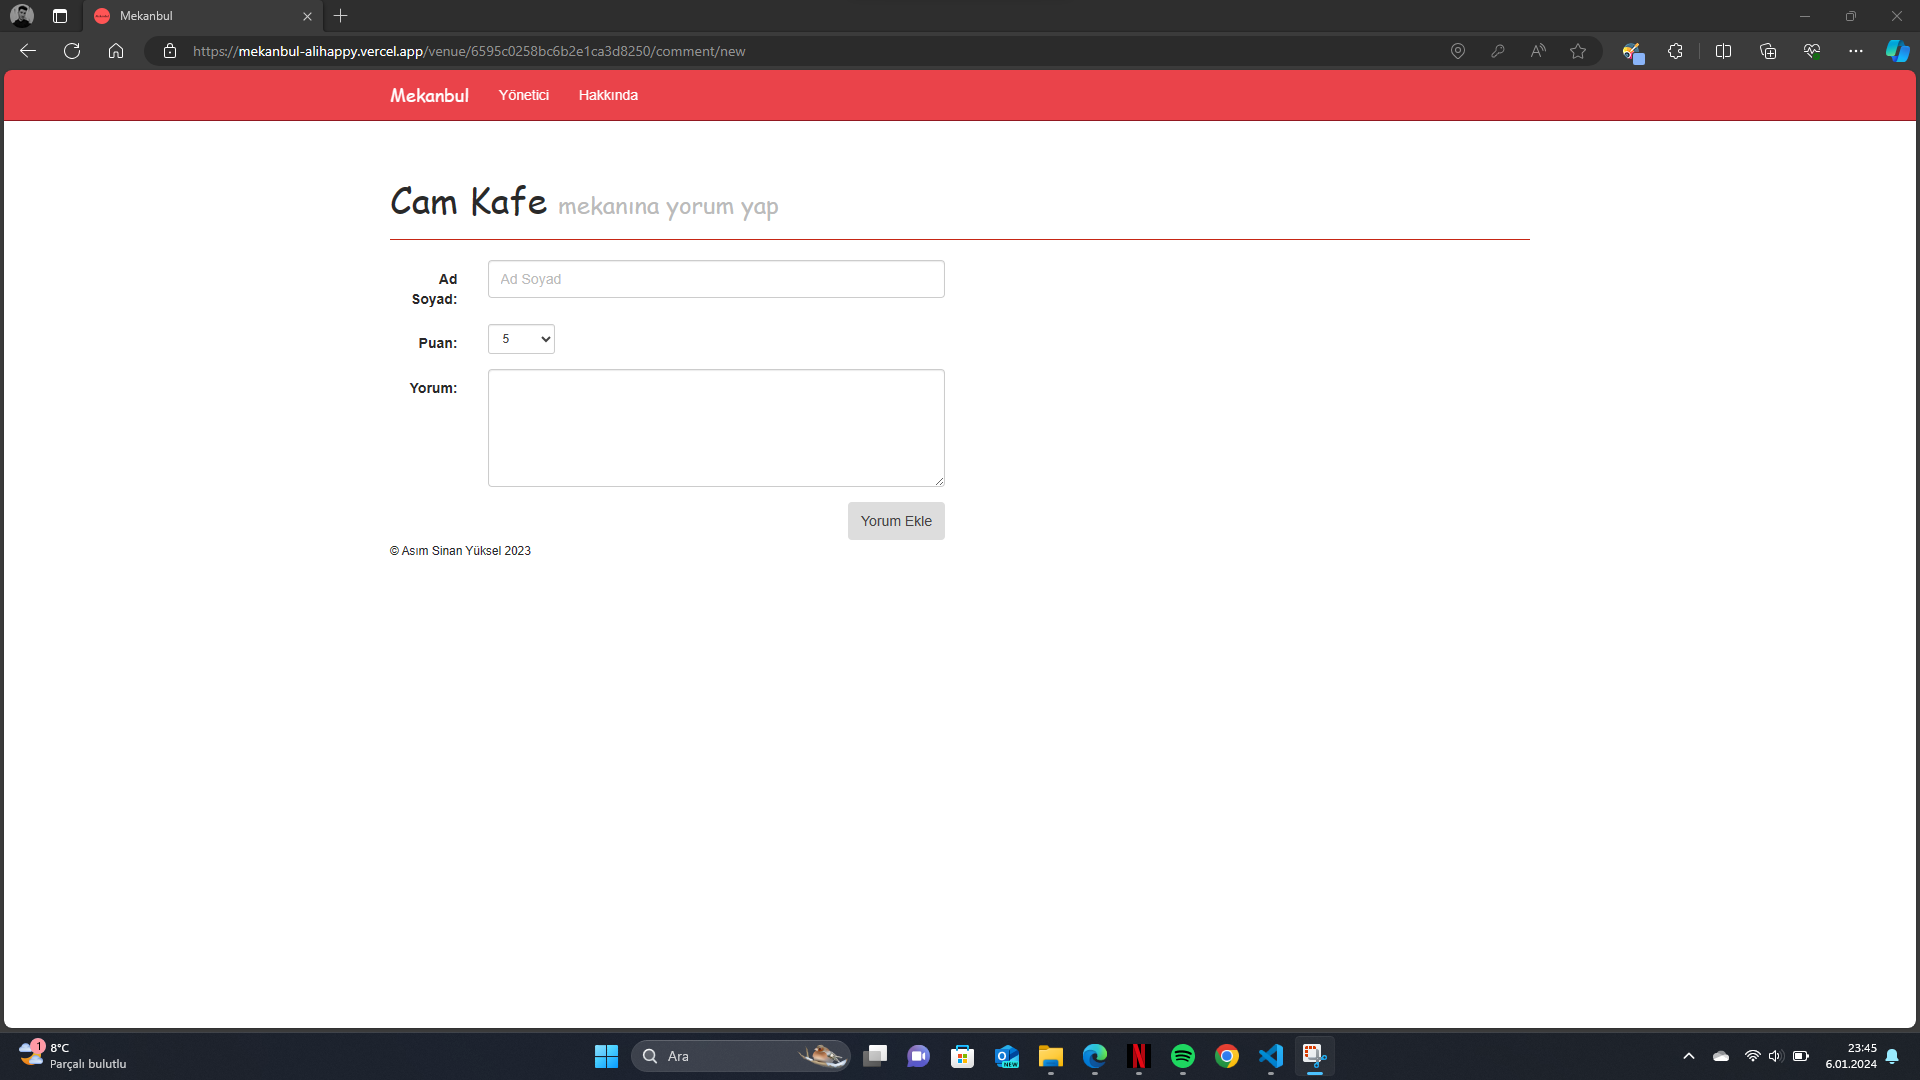 Mekanbul
https://mekanbul-alihappy.vercel.app/venue/6595c0258bc6b2e1ca3d8250/comment/new
Mekanbul Yönetici Hakkında
Cam Kafe mekanına yorum yap
Ad Soyad:
Ad Soyad
Puan:
5
Yorum:
Yorum Ekle
© Asım Sinan Yüksel 2023
1
8°C
Parçalı bulutlu
Ara
NEW
23:45
6.01.2024